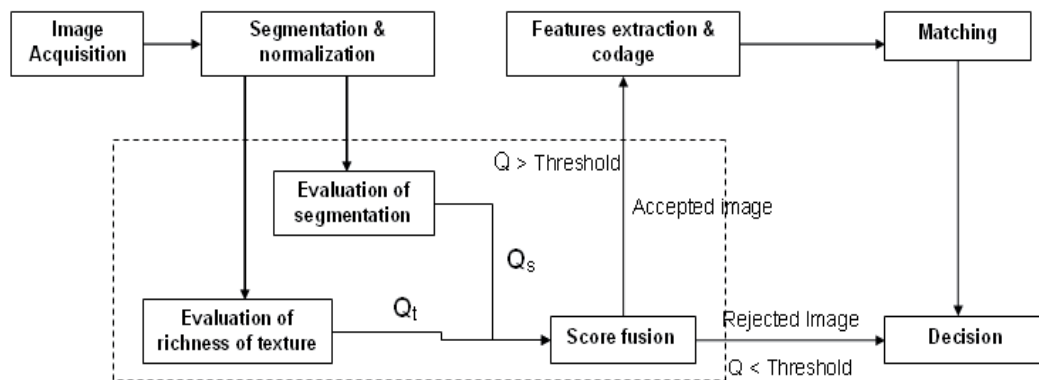 Image
Acquisition
Segmentation &
normalization
Features extraction &
codage
Matching
Q > Threshold
Evaluation of
segmentation
Accepted image
Qs
Evaluation of
richness of texture
Qt
Score fusion
Rejected Image
Q < Threshold
Decision